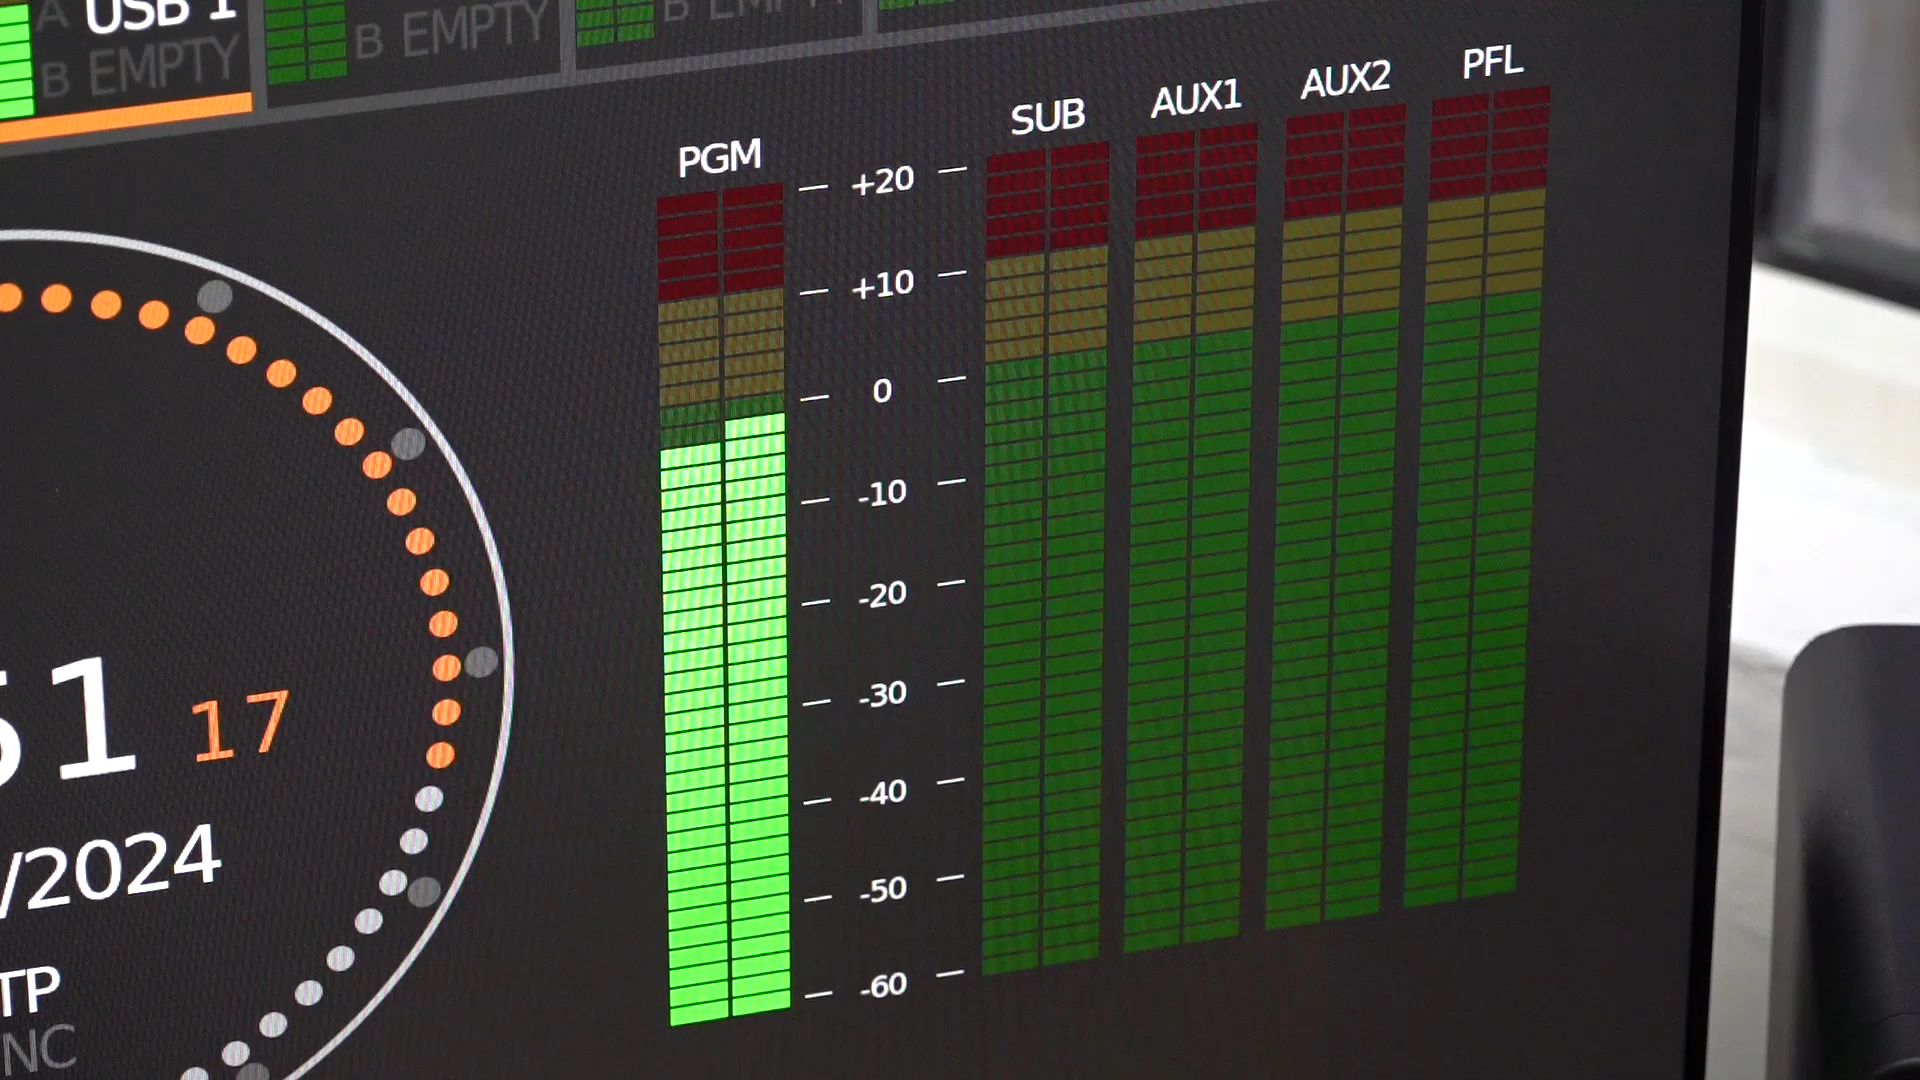 A USB 1
B EMPTY
B EMPTY
B
PGM
SUB
AUX1
AUX2
PFL
+20
+10
0
-10
-20
-30
-40
-50
-60
51 17
/2024
TP
NC